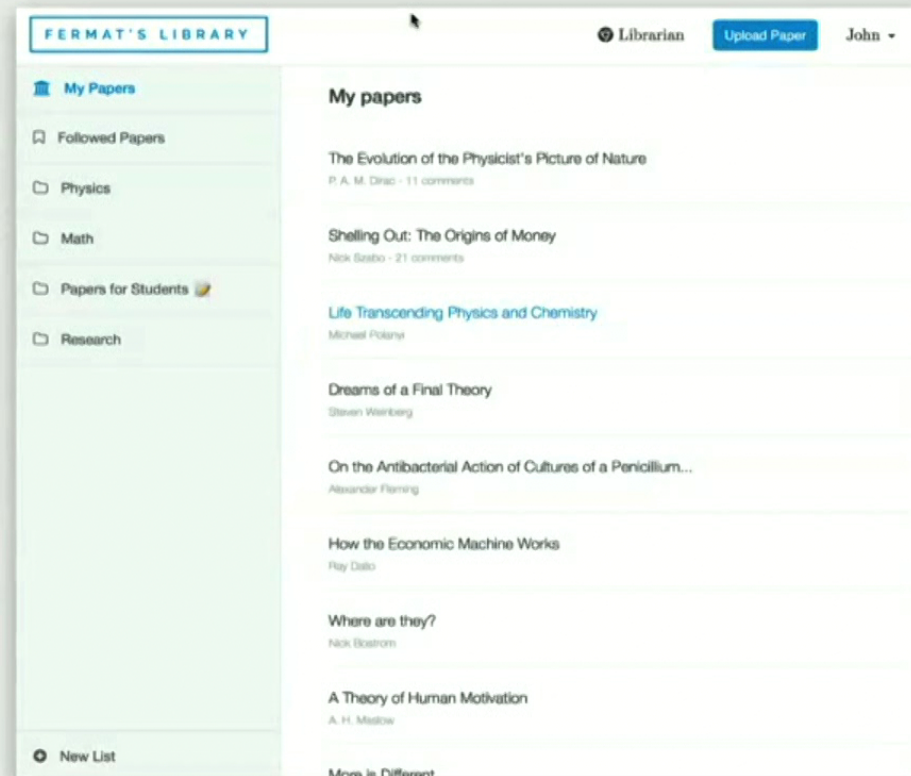 FERMAT'S LIBRARY
Librarian
Upload Paper
John
My Papers
Followed Papers
Physics
Math
Papers for Students 📝
Research
New List
My papers
The Evolution of the Physicist's Picture of Nature
P. A. M. Dirac - 11 comments
Shelling Out: The Origins of Money
Nick Szabo - 21 comments
Life Transcending Physics and Chemistry
Michael Polanyi
Dreams of a Final Theory
Steven Weinberg
On the Antibacterial Action of Cultures of a Penicillium...
Alexander Fleming
How the Economic Machine Works
Ray Dalio
Where are they?
Nick Bostrom
A Theory of Human Motivation
A. H. Maslow
More is Different